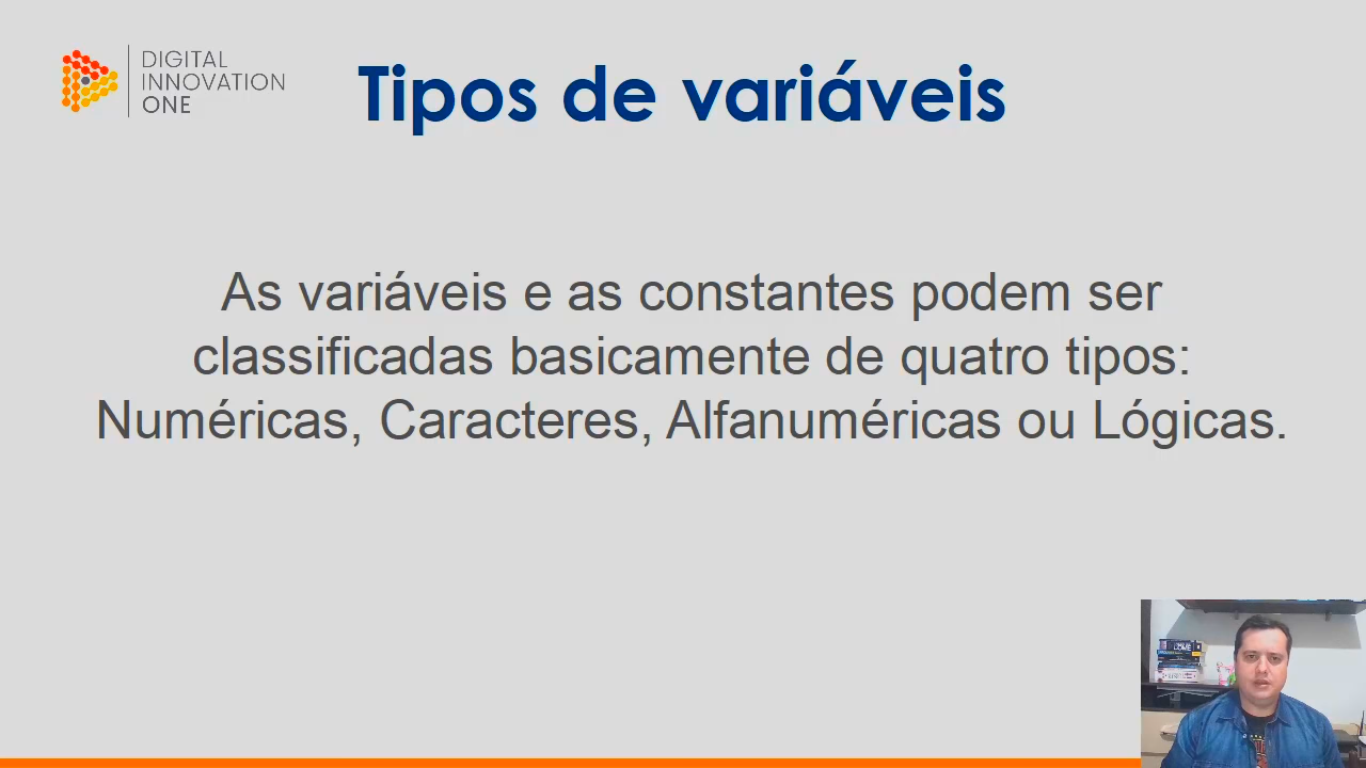 DIGITAL
INNOVATION
ONE
Tipos de variáveis
As variáveis e as constantes podem ser
classificadas basicamente de quatro tipos:
Numéricas, Caracteres, Alfanuméricas ou Lógicas.